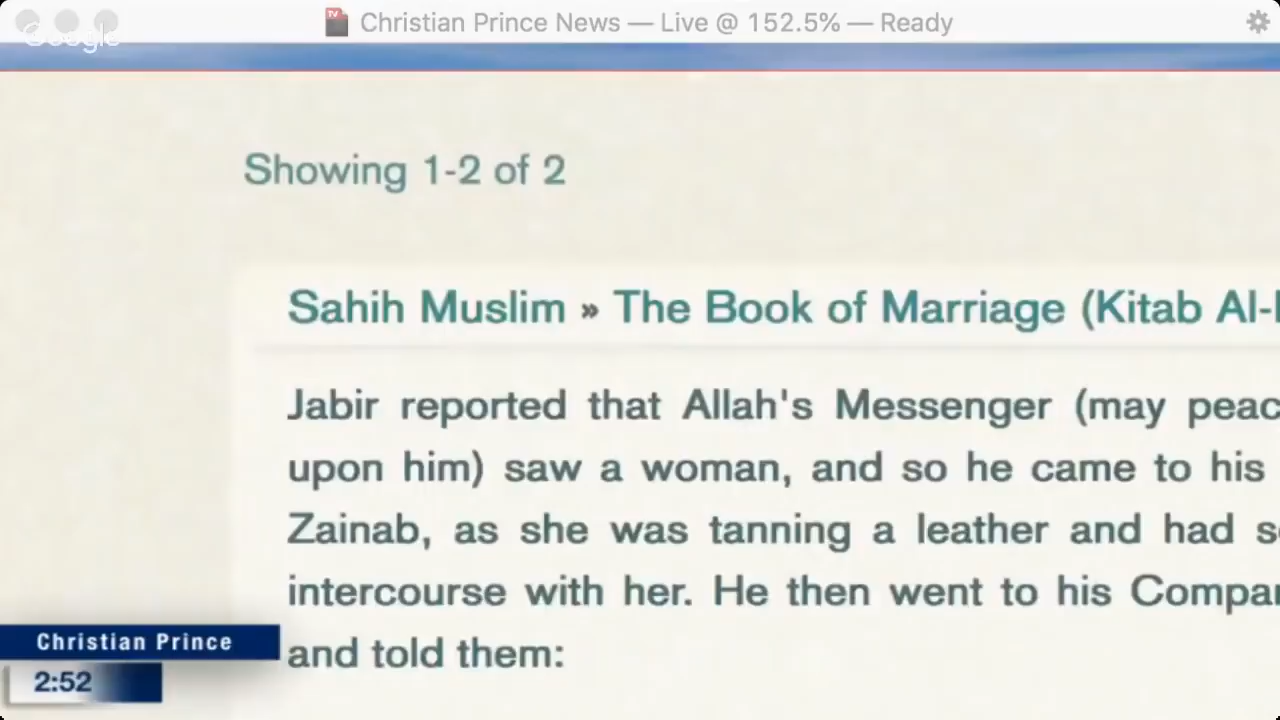 Christian Prince News — Live @ 152.5% — Ready
Google
Showing 1-2 of 2
Sahih Muslim » The Book of Marriage (Kitab Al-
Jabir reported that Allah's Messenger (may peac
upon him) saw a woman, and so he came to his
Zainab, as she was tanning a leather and had s
intercourse with her. He then went to his Compa
and told them:
Christian Prince
2:52